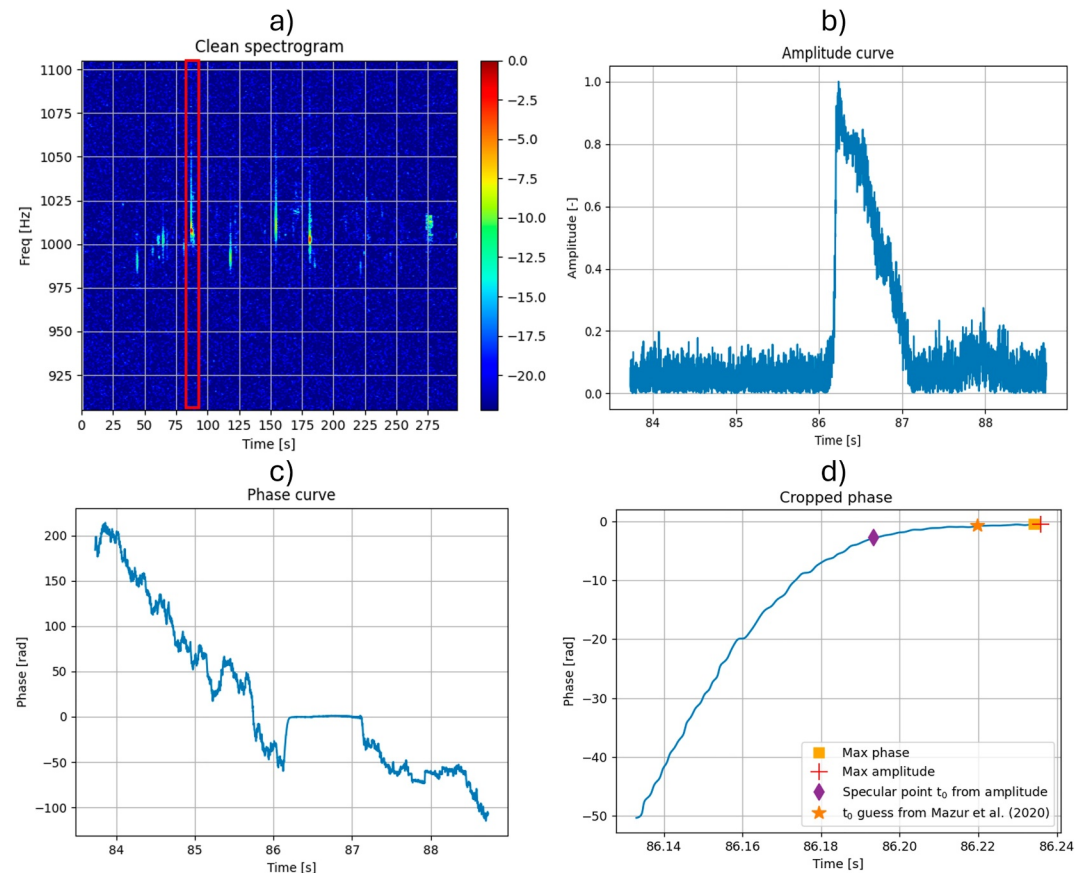 a)
Clean spectrogram
1100
1075
1050
1025
1000
975
950
925
Freq [Hz]
0 25 50 75 100 125 150 175 200 225 250 275
Time [s]
0.0
−2.5
−5.0
−7.5
−10.0
−12.5
−15.0
−17.5
−20.0
b)
Amplitude curve
1.0
0.8
0.6
0.4
0.2
0.0
Amplitude [-]
84 85 86 87 88
Time [s]
c)
Phase curve
200
150
100
50
0
−50
−100
Phase [rad]
84 85 86 87 88
Time [s]
d)
Cropped phase
0
−10
−20
−30
−40
−50
Phase [rad]
Max phase
Max amplitude
Specular point t₀ from amplitude
t₀ guess from Mazur et al. (2020)
86.14 86.16 86.18 86.20 86.22 86.24
Time [s]